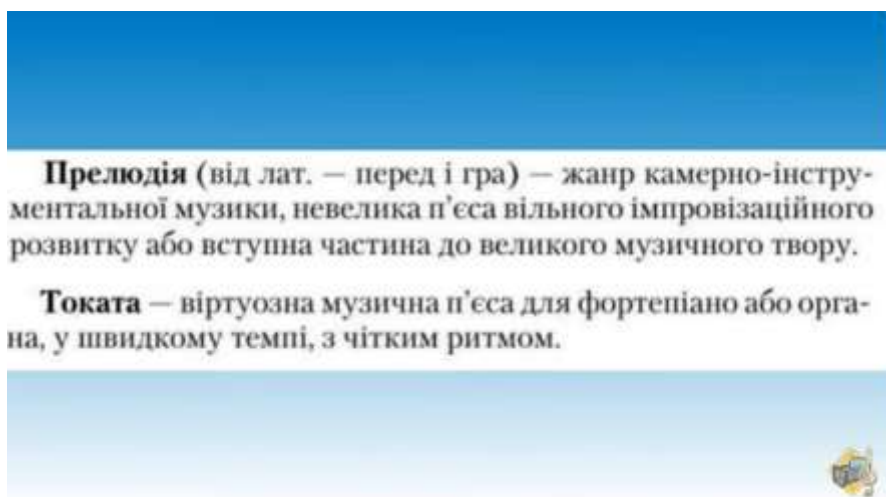 Прелюдія (від лат. — перед і гра) — жанр камерно-інстру-
ментальної музики, невелика п’єса вільного імпровізаційного
розвитку або вступна частина до великого музичного твору.
Токата — віртуозна музична п’єса для фортепіано або орга-
на, у швидкому темпі, з чітким ритмом.